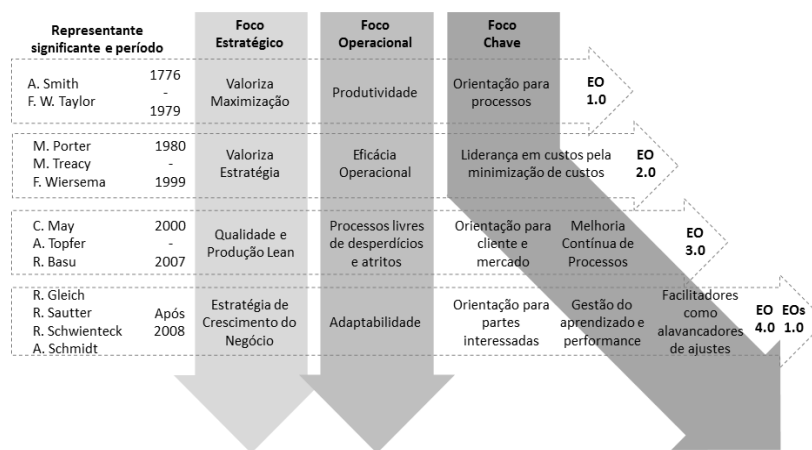 Representante
significante e período
Foco
Estratégico
Foco
Operacional
Foco
Chave
A. Smith
F. W. Taylor
1776
-
1979
Valoriza
Maximização
Produtividade
Orientação para
processos
EO
1.0
M. Porter
M. Treacy
F. Wiersema
1980
-
1999
Valoriza
Estratégia
Eficácia
Operacional
Liderança em custos pela
minimização de custos
EO
2.0
C. May
A. Topfer
R. Basu
2000
-
2007
Qualidade e
Produção Lean
Processos livres
de desperdícios
e atritos
Orientação para
cliente e
mercado
Melhoria
Contínua de
Processos
EO
3.0
R. Gleich
R. Sautter
R. Schwienteck
A. Schmidt
Após
2008
Estratégia de
Crescimento do
Negócio
Adaptabilidade
Orientação para
partes
interessadas
Gestão do
aprendizado e
performance
Facilitadores
como
alavancadores
de ajustes
EO
4.0
EOs
1.0